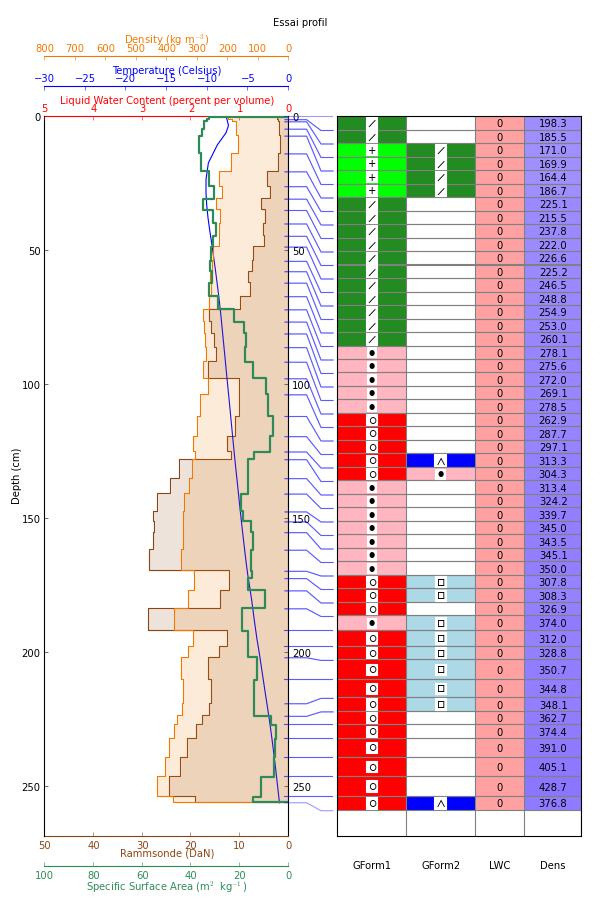 Essai profil
Density (kg m⁻³)
800 700 600 500 400 300 200 100 0
Temperature (Celsius)
−30 −25 −20 −15 −10 −5 0
Liquid Water Content (percent per volume)
5 4 3 2 1 0
0 0
50 50
100 100
150 150
200 200
250 250
Depth (cm)
50 40 30 20 10 0
Rammsonde (DaN)
100 80 60 40 20 0
Specific Surface Area (m² kg⁻¹)
/ 0 198.3
/ 0 185.5
+ / 0 171.0
+ / 0 169.9
+ / 0 164.4
+ / 0 186.7
/ 0 225.1
/ 0 215.5
/ 0 237.8
/ 0 222.0
/ 0 226.6
/ 0 225.2
/ 0 246.5
/ 0 248.8
/ 0 254.9
/ 0 253.0
/ 0 260.1
● 0 278.1
● 0 275.6
● 0 272.0
● 0 269.1
● 0 278.5
○ 0 262.9
○ 0 287.7
○ 0 297.1
○ ∧ 0 313.3
○ ● 0 304.3
● 0 313.4
● 0 324.2
● 0 339.7
● 0 345.0
● 0 343.5
● 0 345.1
● 0 350.0
○ □ 0 307.8
○ □ 0 308.3
○ 0 326.9
● □ 0 374.0
○ □ 0 312.0
○ □ 0 328.8
○ □ 0 350.7
○ □ 0 344.8
○ □ 0 348.1
○ 0 362.7
○ 0 374.4
○ 0 391.0
○ 0 405.1
○ 0 428.7
○ ∧ 0 376.8
GForm1 GForm2 LWC Dens